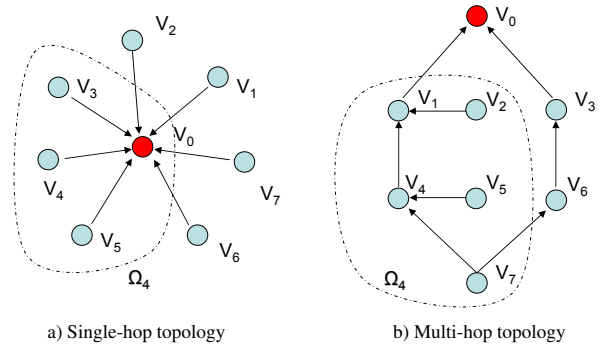 V₂
V₃
V₁
V₀
V₄
V₇
V₅
V₆
Ω₄
a) Single-hop topology
V₀
V₁
V₂
V₃
V₄
V₅
V₆
V₇
Ω₄
b) Multi-hop topology